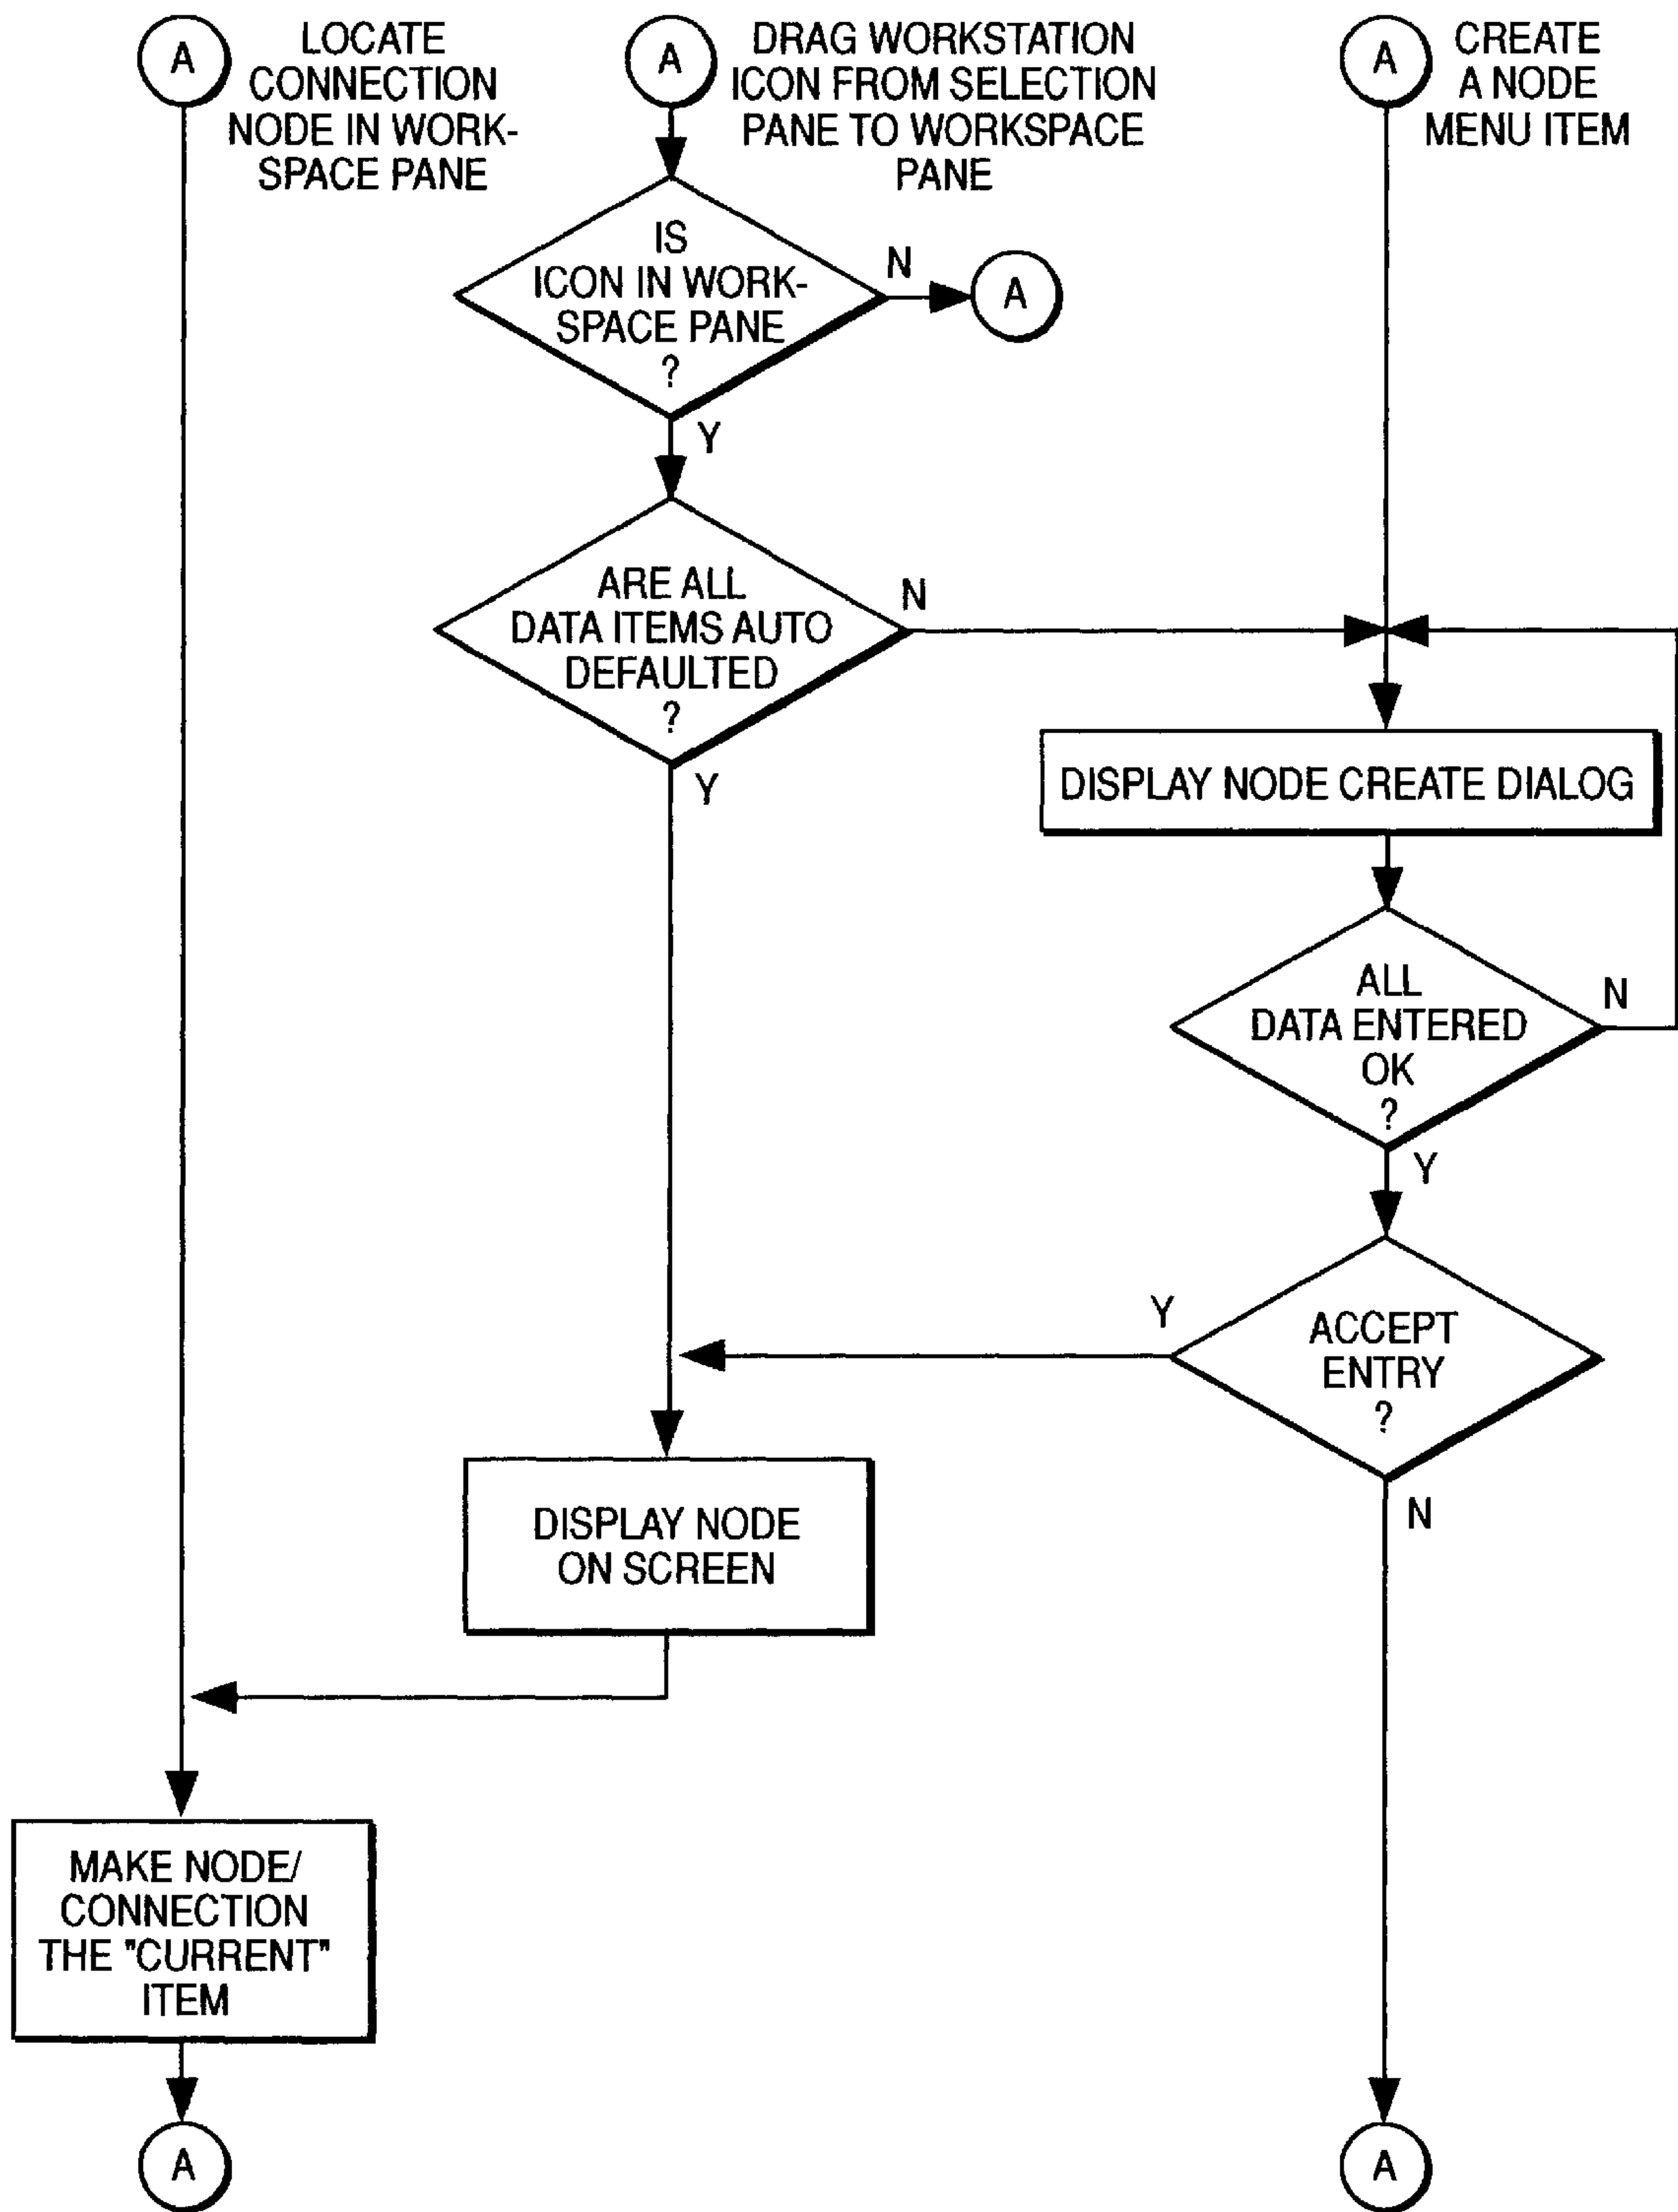 A
LOCATE
CONNECTION
NODE IN WORK-
SPACE PANE
A
DRAG WORKSTATION
ICON FROM SELECTION
PANE TO WORKSPACE
PANE
A
CREATE
A NODE
MENU ITEM
IS
ICON IN WORK-
SPACE PANE
?
N
A
Y
ARE ALL
DATA ITEMS AUTO
DEFAULTED
?
N
Y
DISPLAY NODE CREATE DIALOG
ALL
DATA ENTERED
OK
?
N
Y
ACCEPT
ENTRY
?
Y
N
DISPLAY NODE
ON SCREEN
MAKE NODE/
CONNECTION
THE "CURRENT"
ITEM
A
A